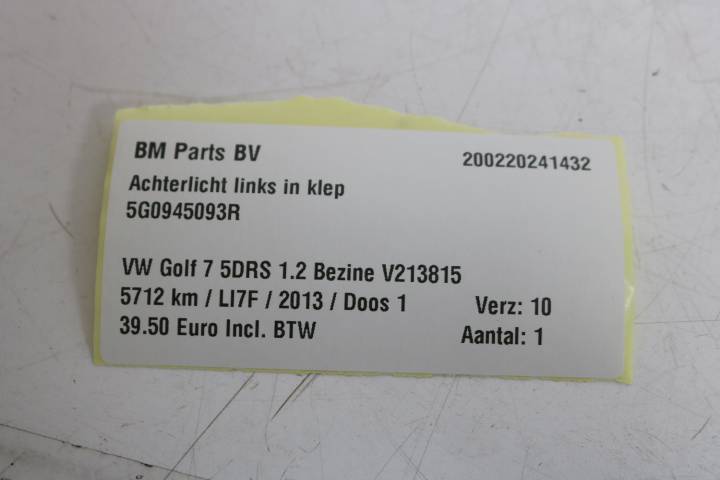 BM Parts BV 200220241432
Achterlicht links in klep
5G0945093R
VW Golf 7 5DRS 1.2 Bezine V213815
5712 km / LI7F / 2013 / Doos 1 Verz: 10
39.50 Euro Incl. BTW Aantal: 1